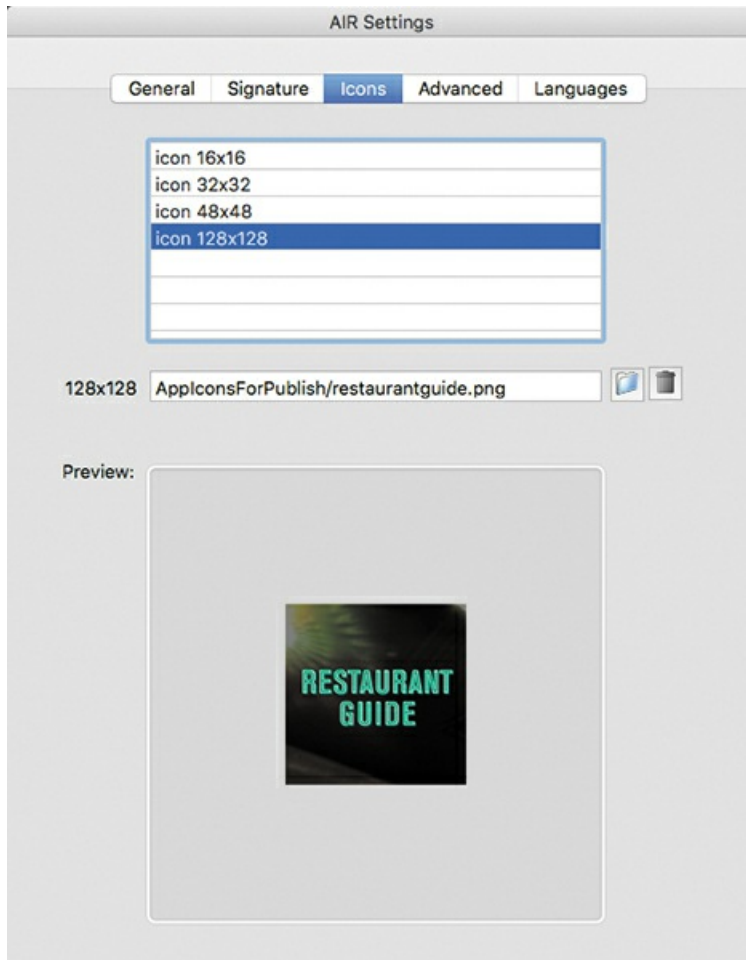 AIR Settings
General Signature Icons Advanced Languages
icon 16x16
icon 32x32
icon 48x48
icon 128x128
128x128 AppIconsForPublish/restaurantguide.png
Preview:
RESTAURANT
GUIDE